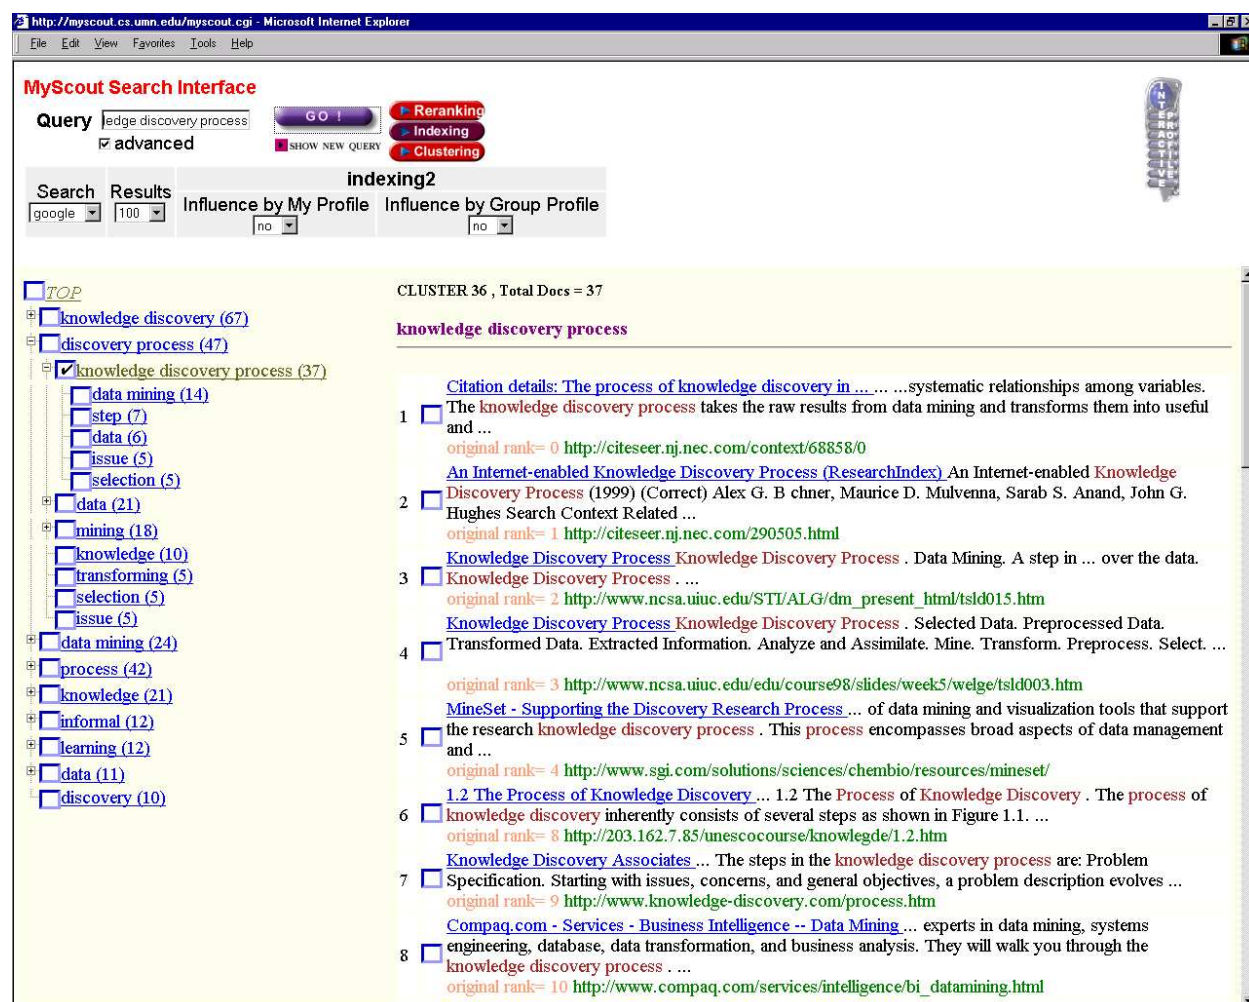 http://myscout.cs.umn.edu/myscout.cgi - Microsoft Internet Explorer
File Edit View Favorites Tools Help
MyScout Search Interface
Query ledge discovery process
advanced
GO !
SHOW NEW QUERY
Reranking
Indexing
Clustering
INTERACTIVE
PROFILE
indexing2
Search Results Influence by My Profile Influence by Group Profile
google 100 no no
TOP
knowledge discovery (67)
discovery process (47)
knowledge discovery process (37)
data mining (14)
step (7)
data (6)
issue (5)
selection (5)
data (21)
mining (18)
knowledge (10)
transforming (5)
selection (5)
issue (5)
data mining (24)
process (42)
knowledge (21)
informal (12)
learning (12)
data (11)
discovery (10)
CLUSTER 36 , Total Docs = 37
knowledge discovery process
1 Citation details: The process of knowledge discovery in ... ... ...systematic relationships among variables.
The knowledge discovery process takes the raw results from data mining and transforms them into useful
and ...
original rank= 0 http://citeseer.nj.nec.com/context/68858/0
2 An Internet-enabled Knowledge Discovery Process (ResearchIndex) An Internet-enabled Knowledge
Discovery Process (1999) (Correct) Alex G. B chner, Maurice D. Mulvenna, Sarab S. Anand, John G.
Hughes Search Context Related ...
original rank= 1 http://citeseer.nj.nec.com/290505.html
3 Knowledge Discovery Process Knowledge Discovery Process . Data Mining. A step in ... over the data.
Knowledge Discovery Process . ...
original rank= 2 http://www.ncsa.uiuc.edu/STI/ALG/dm_present_html/tsld015.htm
4 Knowledge Discovery Process Knowledge Discovery Process . Selected Data. Preprocessed Data.
Transformed Data. Extracted Information. Analyze and Assimilate. Mine. Transform. Preprocess. Select. ...
original rank= 3 http://www.ncsa.uiuc.edu/edu/course98/slides/week5/welge/tsld003.htm
5 MineSet - Supporting the Discovery Research Process ... of data mining and visualization tools that support
the research knowledge discovery process . This process encompasses broad aspects of data management
and ...
original rank= 4 http://www.sgi.com/solutions/sciences/chembio/resources/mineset/
6 1.2 The Process of Knowledge Discovery ... 1.2 The Process of Knowledge Discovery . The process of
knowledge discovery inherently consists of several steps as shown in Figure 1.1. ...
original rank= 8 http://203.162.7.85/unescocourse/knowlegde/1.2.htm
7 Knowledge Discovery Associates ... The steps in the knowledge discovery process are: Problem
Specification. Starting with issues, concerns, and general objectives, a problem description evolves ...
original rank= 9 http://www.knowledge-discovery.com/process.htm
8 Compaq.com - Services - Business Intelligence -- Data Mining ... experts in data mining, systems
engineering, database, data transformation, and business analysis. They will walk you through the
knowledge discovery process . ...
original rank= 10 http://www.compaq.com/services/intelligence/bi_datamining.html